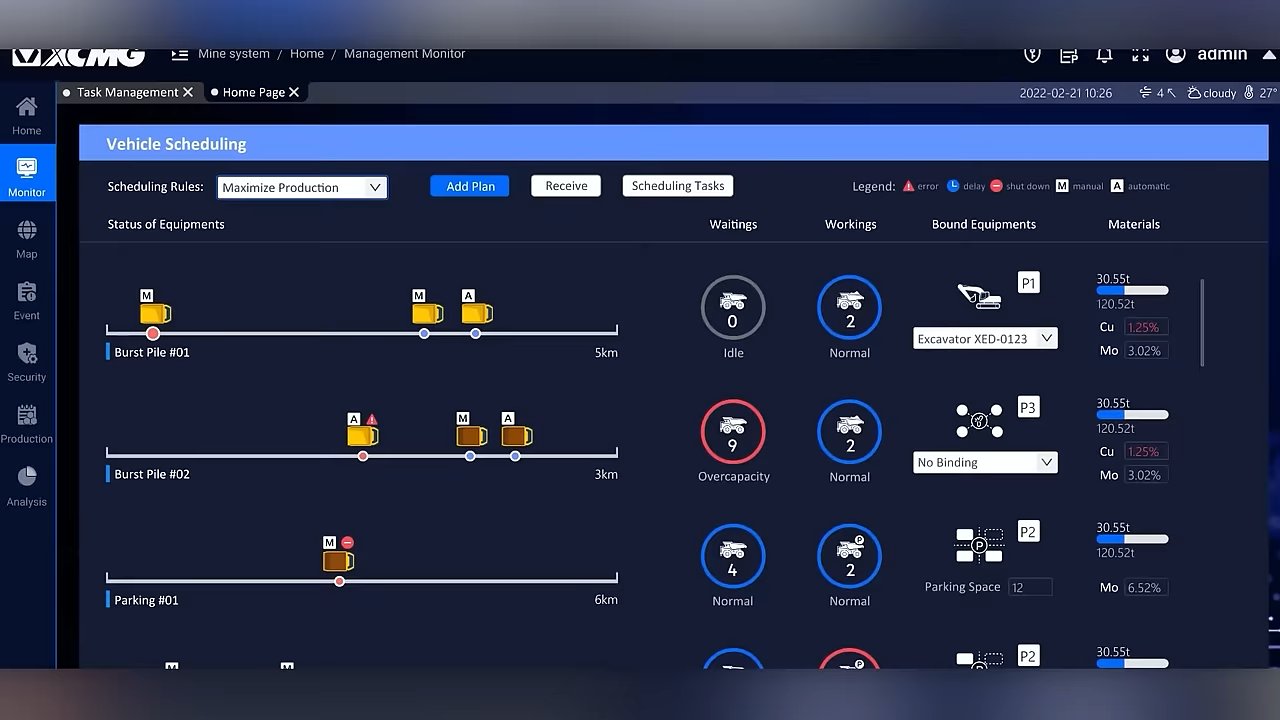 XCMG
Mine system / Home / Management Monitor
admin
Task Management
Home Page
2022-02-21 10:26
4
cloudy
27°
Home
Monitor
Map
Event
Security
Production
Analysis
Vehicle Scheduling
Scheduling Rules: Maximize Production
Add Plan
Receive
Scheduling Tasks
Legend: error delay shut down M manual A automatic
Status of Equipments
Waitings
Workings
Bound Equipments
Materials
M
M
A
Burst Pile #01
5km
0
Idle
2
Normal
P1
Excavator XED-0123
30.55t
120.52t
Cu 1.25%
Mo 3.02%
A
M
A
Burst Pile #02
3km
9
Overcapacity
2
Normal
P3
No Binding
30.55t
120.52t
Cu 1.25%
Mo 3.02%
M
Parking #01
6km
4
Normal
P
2
Normal
P
P2
Parking Space 12
30.55t
120.52t
Mo 6.52%
M
M
P
P2
30.55t